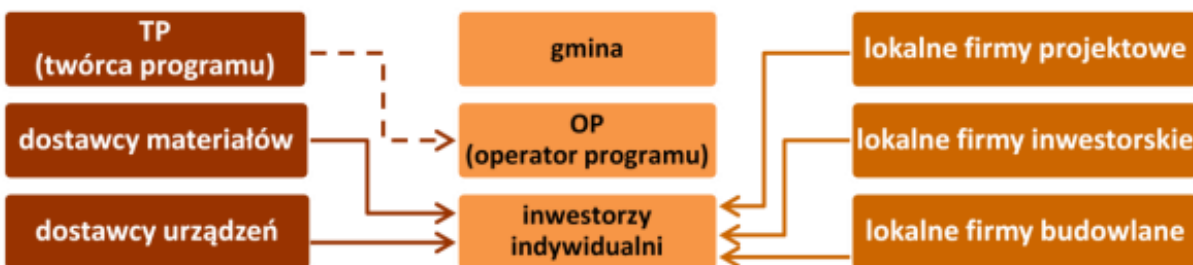 TP
(twórca programu)
gmina
lokalne firmy projektowe
dostawcy materiałów
OP
(operator programu)
lokalne firmy inwestorskie
dostawcy urządzeń
inwestorzy
indywidualni
lokalne firmy budowlane